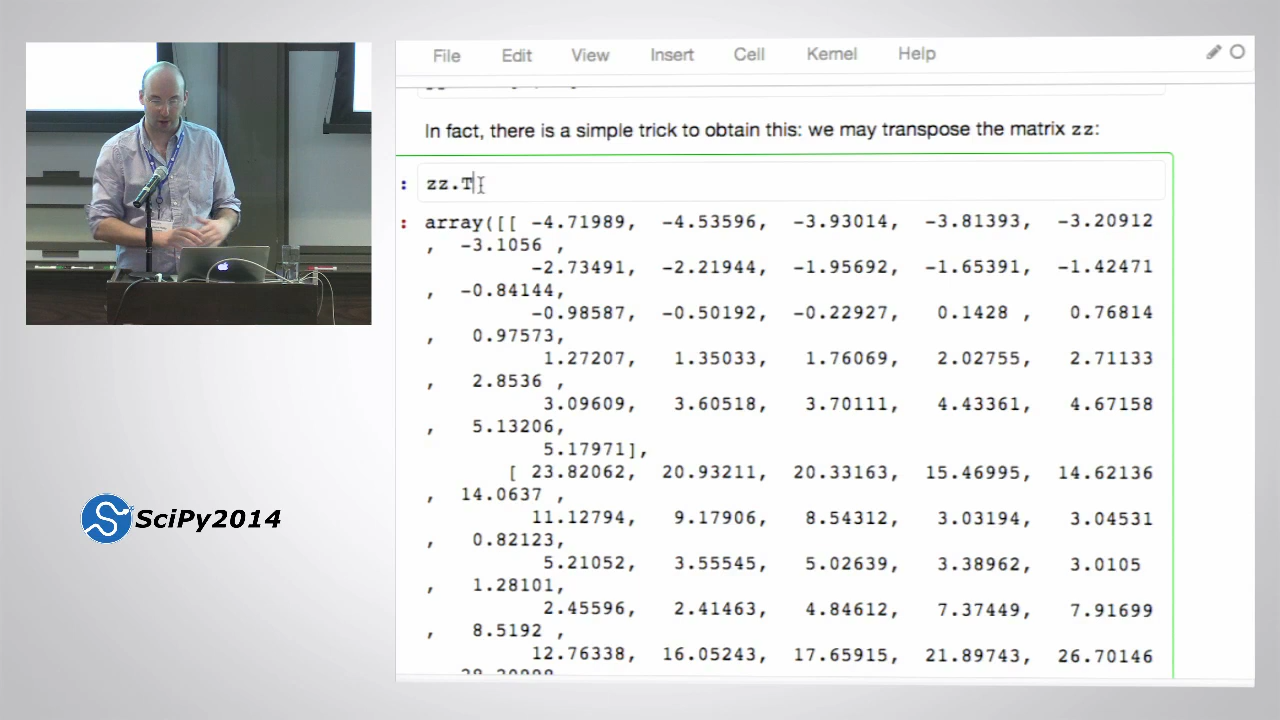 File Edit View Insert Cell Kernel Help
In fact, there is a simple trick to obtain this: we may transpose the matrix zz:
: zz.T
: array([[ -4.71989, -4.53596, -3.93014, -3.81393, -3.20912
, -3.1056 ,
-2.73491, -2.21944, -1.95692, -1.65391, -1.42471
, -0.84144,
-0.98587, -0.50192, -0.22927, 0.1428 , 0.76814
, 0.97573,
1.27207, 1.35033, 1.76069, 2.02755, 2.71133
, 2.8536 ,
3.09609, 3.60518, 3.70111, 4.43361, 4.67158
, 5.13206,
5.17971],
[ 23.82062, 20.93211, 20.33163, 15.46995, 14.62136
, 14.0637 ,
11.12794, 9.17906, 8.54312, 3.03194, 3.04531
, 0.82123,
5.21052, 3.55545, 5.02639, 3.38962, 3.0105
, 1.28101,
2.45596, 2.41463, 4.84612, 7.37449, 7.91699
, 8.5192 ,
12.76338, 16.05243, 17.65915, 21.89743, 26.70146
SciPy2014